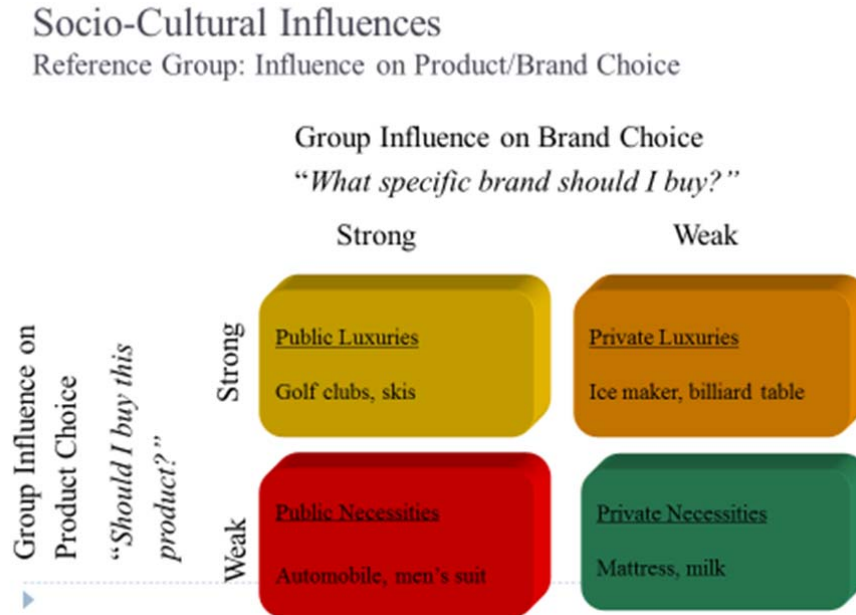 Socio-Cultural Influences
Reference Group: Influence on Product/Brand Choice
Group Influence on Brand Choice
“What specific brand should I buy?”
Strong
Weak
Group Influence on
Product Choice
“Should I buy this
product?”
Strong
Public Luxuries
Golf clubs, skis
Private Luxuries
Ice maker, billiard table
Weak
Public Necessities
Automobile, men’s suit
Private Necessities
Mattress, milk